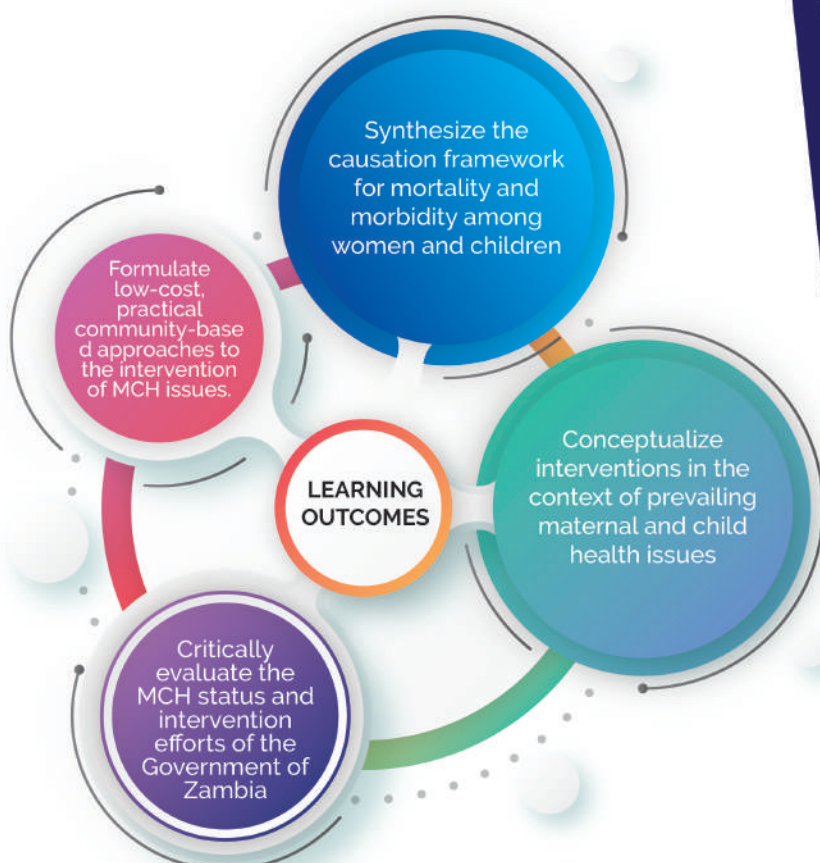 Synthesize the
causation framework
for mortality and
morbidity among
women and children
Formulate
low-cost,
practical
community-base
d approaches to
the intervention
of MCH issues.
LEARNING
OUTCOMES
Conceptualize
interventions in the
context of prevailing
maternal and child
health issues
Critically
evaluate the
MCH status and
intervention
efforts of the
Government of
Zambia